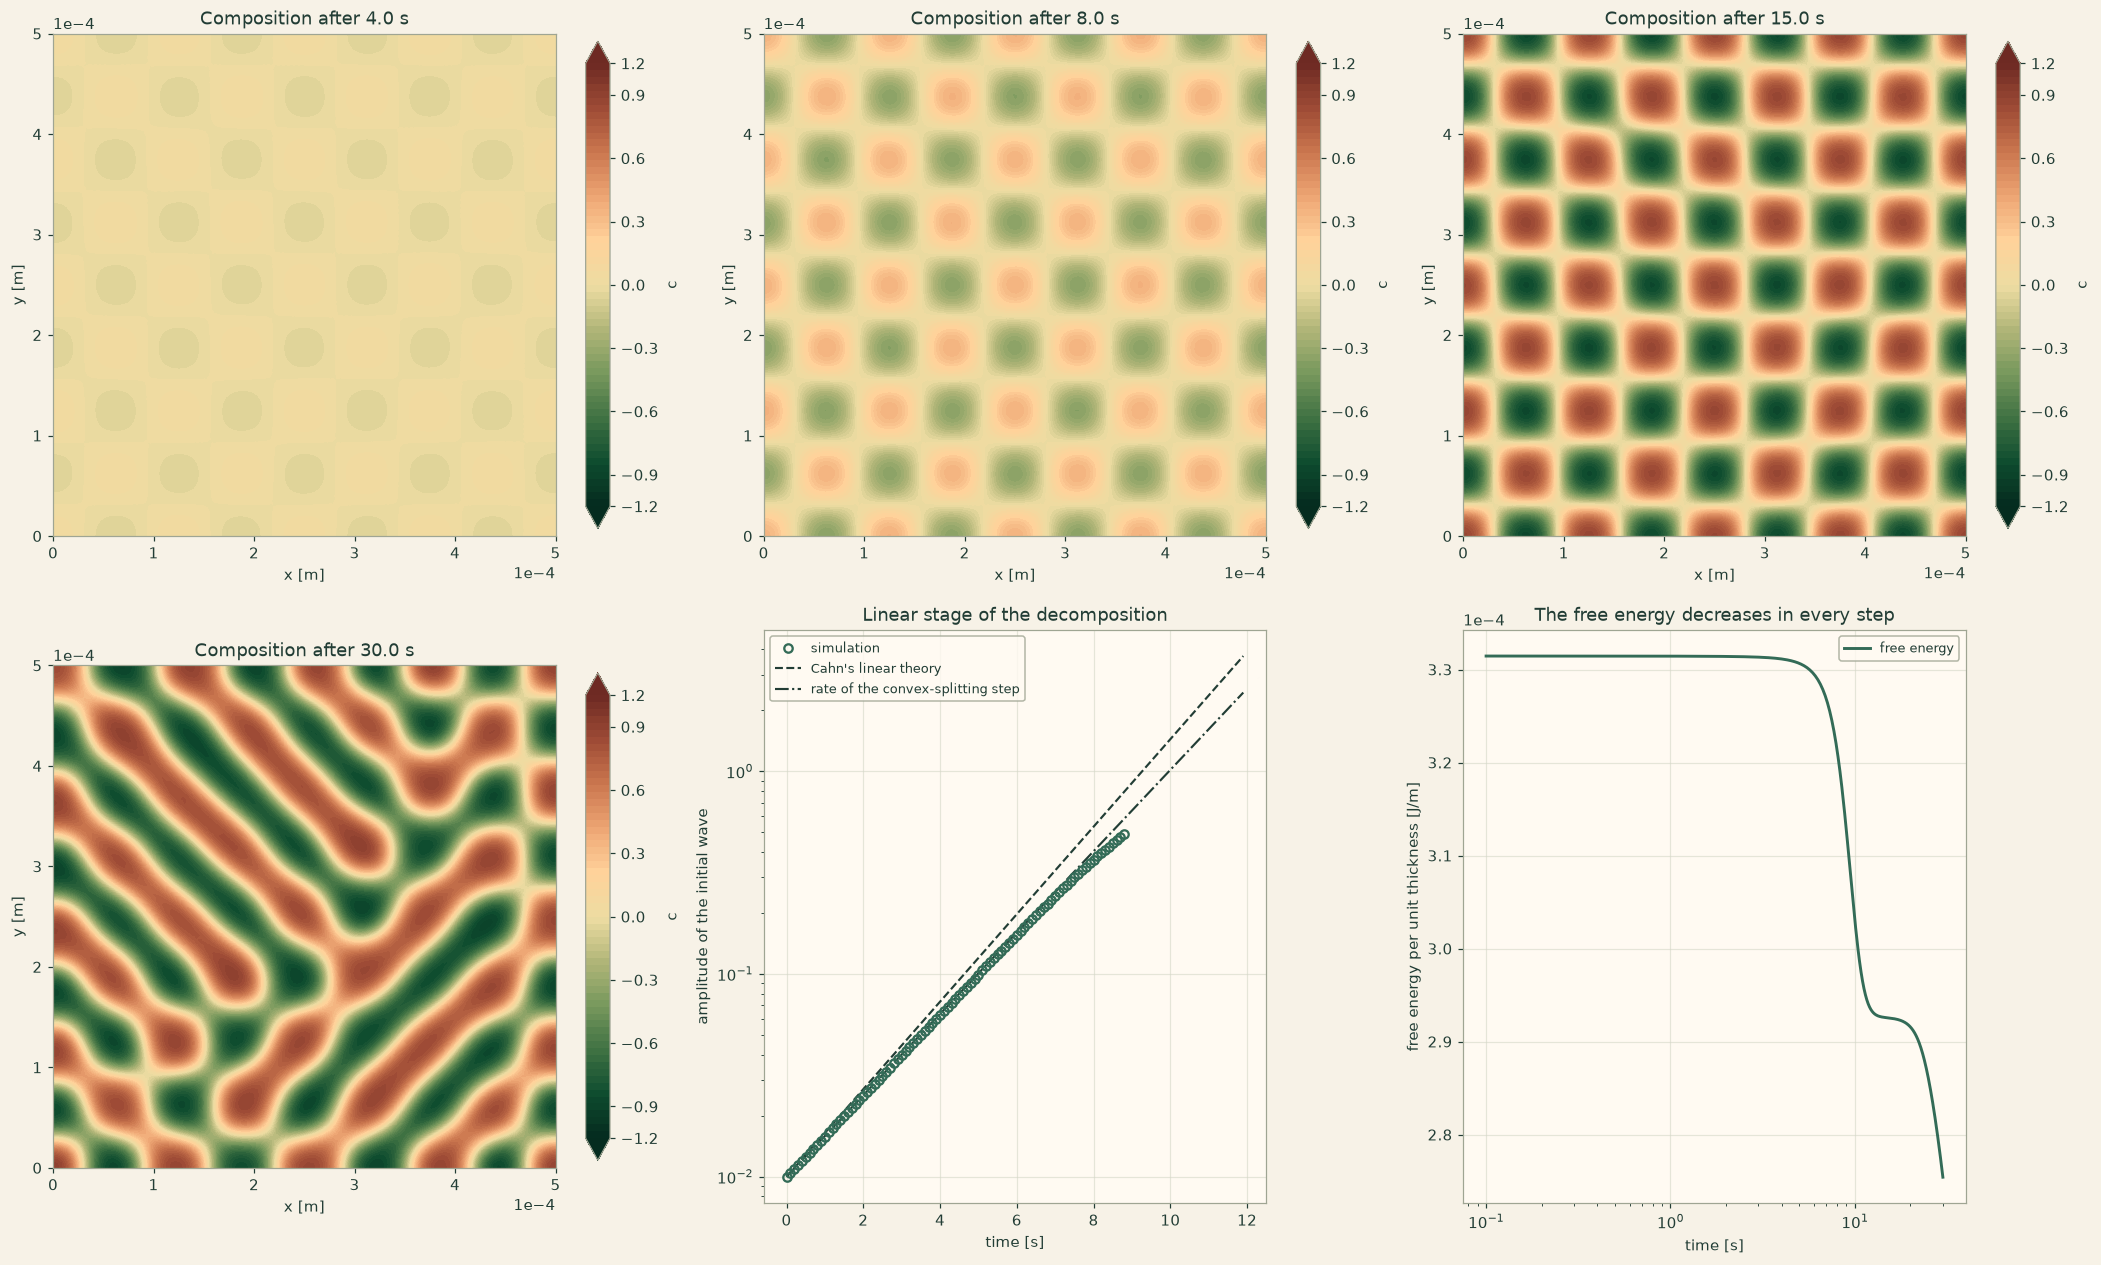 Composition after 4.0 s
1e−4
5
4
3
2
1
0
y [m]
0 1 2 3 4 5
x [m]
1e−4
1.2
0.9
0.6
0.3
0.0
−0.3
−0.6
−0.9
−1.2
c
Composition after 8.0 s
1e−4
5
4
3
2
1
0
y [m]
0 1 2 3 4 5
x [m]
1e−4
1.2
0.9
0.6
0.3
0.0
−0.3
−0.6
−0.9
−1.2
c
Composition after 15.0 s
1e−4
5
4
3
2
1
0
y [m]
0 1 2 3 4 5
x [m]
1e−4
1.2
0.9
0.6
0.3
0.0
−0.3
−0.6
−0.9
−1.2
c
Composition after 30.0 s
1e−4
5
4
3
2
1
0
y [m]
0 1 2 3 4 5
x [m]
1e−4
1.2
0.9
0.6
0.3
0.0
−0.3
−0.6
−0.9
−1.2
c
Linear stage of the decomposition
simulation
Cahn's linear theory
rate of the convex-splitting step
10⁰
10⁻¹
10⁻²
amplitude of the initial wave
0 2 4 6 8 10 12
time [s]
The free energy decreases in every step
1e−4
free energy
3.3
3.2
3.1
3.0
2.9
2.8
free energy per unit thickness [J/m]
10⁻¹ 10⁰ 10¹
time [s]